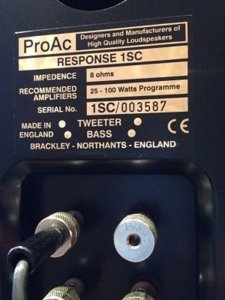 ProAc
Designers and Manufacturers of
High Quality Loudspeakers
RESPONSE 1SC
IMPEDENCE 8 ohms
RECOMMENDED
AMPLIFIERS 25 - 100 Watts Programme
SERIAL No. 1SC/003587
MADE IN
ENGLAND
TWEETER
BASS
CE
BRACKLEY - NORTHANTS - ENGLAND